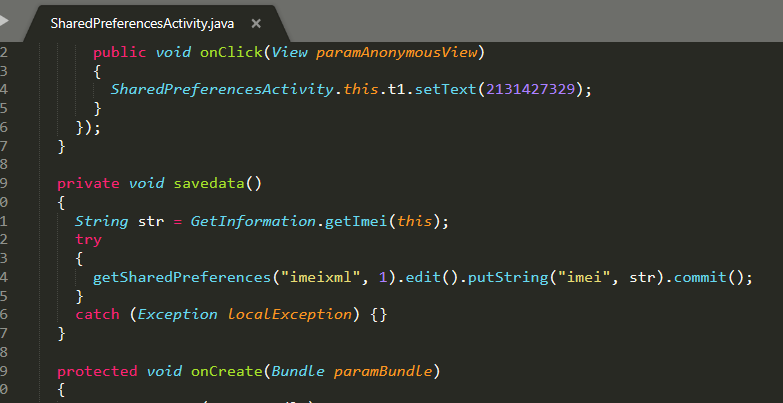 SharedPreferencesActivity.java ×
2 public void onClick(View paramAnonymousView)
3 {
4 SharedPreferencesActivity.this.t1.setText(2131427329);
5 }
6 });
7 }
8
9 private void savedata()
0 {
1 String str = GetInformation.getImei(this);
2 try
3 {
4 getSharedPreferences("imeixml", 1).edit().putString("imei", str).commit();
5 }
6 catch (Exception localException) {}
7 }
8
9 protected void onCreate(Bundle paramBundle)
0 {